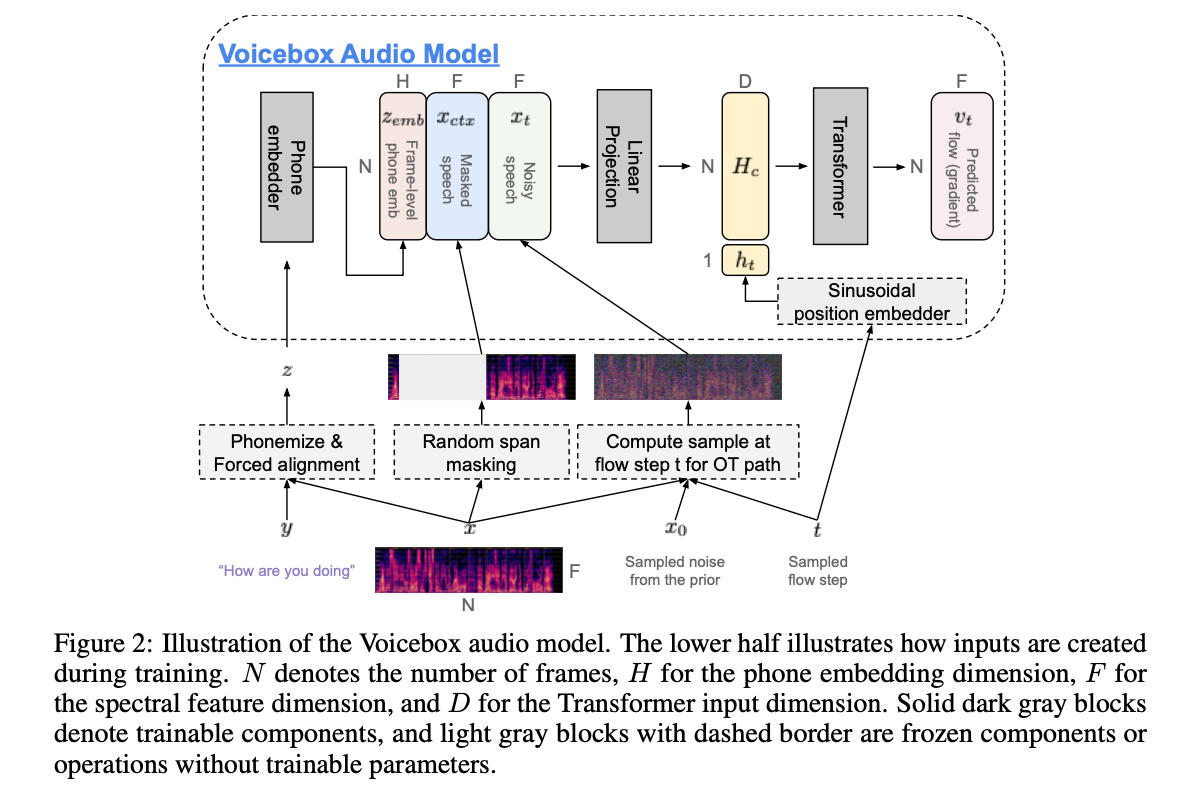 Voicebox Audio Model
H
F
F
D
F
Phone
embedder
N
z_emb
Frame-level
phone emb
x_ctx
Masked
speech
x_t
Noisy
speech
Linear
Projection
N
H_c
Transformer
N
v_t
Predicted
flow (gradient)
1
h_t
Sinusoidal
position embedder
z
Phonemize &
Forced alignment
Random span
masking
Compute sample at
flow step t for OT path
y
x
x_0
t
“How are you doing”
F
N
Sampled noise
from the prior
Sampled
flow step
Figure 2: Illustration of the Voicebox audio model. The lower half illustrates how inputs are created
during training. N denotes the number of frames, H for the phone embedding dimension, F for
the spectral feature dimension, and D for the Transformer input dimension. Solid dark gray blocks
denote trainable components, and light gray blocks with dashed border are frozen components or
operations without trainable parameters.